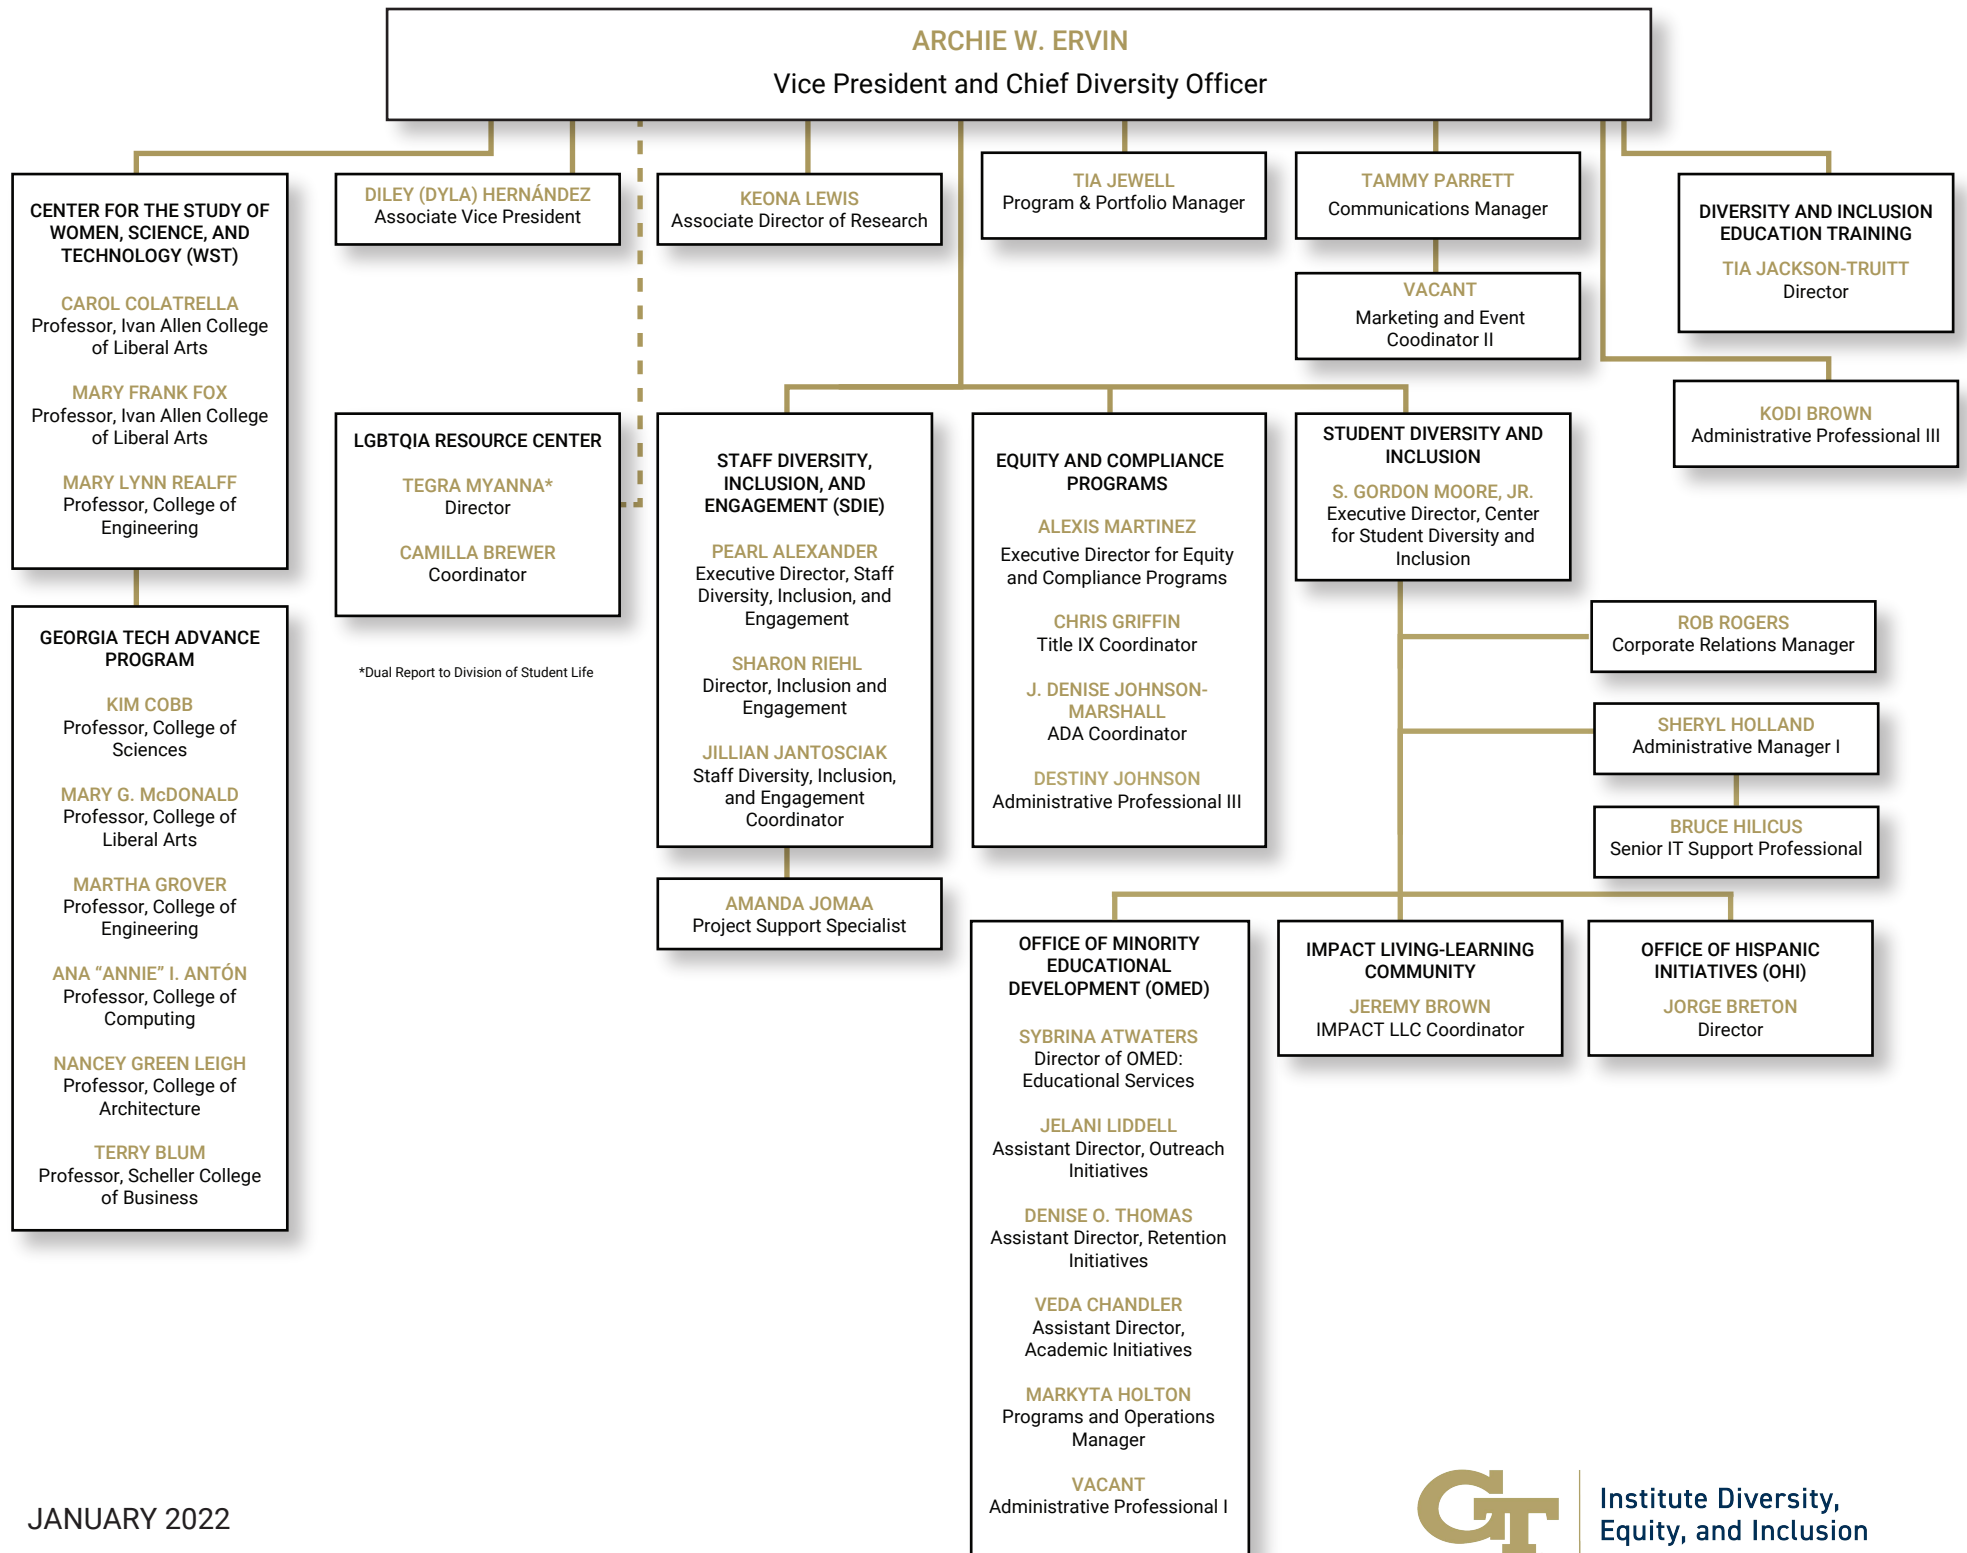 ARCHIE W. ERVIN
Vice President and Chief Diversity Officer
CENTER FOR THE STUDY OF
WOMEN, SCIENCE, AND
TECHNOLOGY (WST)
CAROL COLATRELLA
Professor, Ivan Allen College
of Liberal Arts
MARY FRANK FOX
Professor, Ivan Allen College
of Liberal Arts
MARY LYNN REALFF
Professor, College of
Engineering
GEORGIA TECH ADVANCE
PROGRAM
KIM COBB
Professor, College of
Sciences
MARY G. McDONALD
Professor, College of
Liberal Arts
MARTHA GROVER
Professor, College of
Engineering
ANA “ANNIE” I. ANTÓN
Professor, College of
Computing
NANCEY GREEN LEIGH
Professor, College of
Architecture
TERRY BLUM
Professor, Scheller College
of Business
DILEY (DYLA) HERNÁNDEZ
Associate Vice President
LGBTQIA RESOURCE CENTER
TEGRA MYANNA*
Director
CAMILLA BREWER
Coordinator
*Dual Report to Division of Student Life
KEONA LEWIS
Associate Director of Research
TIA JEWELL
Program & Portfolio Manager
TAMMY PARRETT
Communications Manager
VACANT
Marketing and Event
Coodinator II
DIVERSITY AND INCLUSION
EDUCATION TRAINING
TIA JACKSON-TRUITT
Director
KODI BROWN
Administrative Professional III
STAFF DIVERSITY,
INCLUSION, AND
ENGAGEMENT (SDIE)
PEARL ALEXANDER
Executive Director, Staff
Diversity, Inclusion, and
Engagement
SHARON RIEHL
Director, Inclusion and
Engagement
JILLIAN JANTOSCIAK
Staff Diversity, Inclusion,
and Engagement
Coordinator
AMANDA JOMAA
Project Support Specialist
EQUITY AND COMPLIANCE
PROGRAMS
ALEXIS MARTINEZ
Executive Director for Equity
and Compliance Programs
CHRIS GRIFFIN
Title IX Coordinator
J. DENISE JOHNSON-
MARSHALL
ADA Coordinator
DESTINY JOHNSON
Administrative Professional III
STUDENT DIVERSITY AND
INCLUSION
S. GORDON MOORE, JR.
Executive Director, Center
for Student Diversity and
Inclusion
ROB ROGERS
Corporate Relations Manager
SHERYL HOLLAND
Administrative Manager I
BRUCE HILICUS
Senior IT Support Professional
OFFICE OF MINORITY
EDUCATIONAL
DEVELOPMENT (OMED)
SYBRINA ATWATERS
Director of OMED:
Educational Services
JELANI LIDDELL
Assistant Director, Outreach
Initiatives
DENISE O. THOMAS
Assistant Director, Retention
Initiatives
VEDA CHANDLER
Assistant Director,
Academic Initiatives
MARKYTA HOLTON
Programs and Operations
Manager
VACANT
Administrative Professional I
IMPACT LIVING-LEARNING
COMMUNITY
JEREMY BROWN
IMPACT LLC Coordinator
OFFICE OF HISPANIC
INITIATIVES (OHI)
JORGE BRETON
Director
JANUARY 2022
GT
Institute Diversity,
Equity, and Inclusion